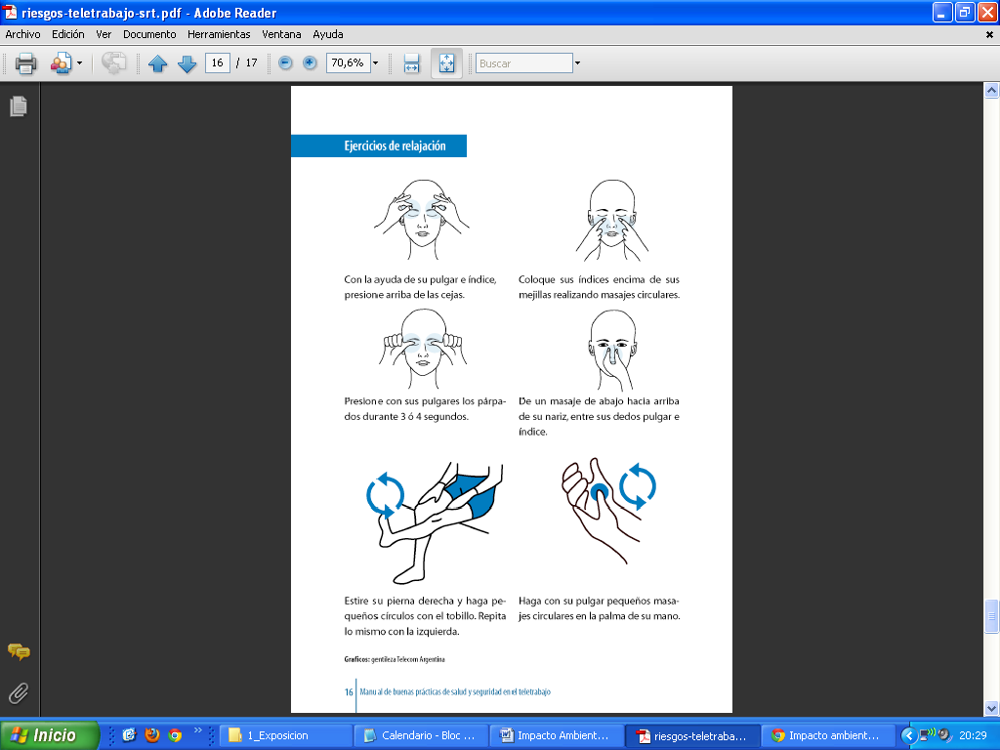 riesgos-teletrabajo-srt.pdf - Adobe Reader
Archivo Edición Ver Documento Herramientas Ventana Ayuda
16 / 17 70,6% Buscar
Ejercicios de relajación
Con la ayuda de su pulgar e índice,
presione arriba de las cejas.
Coloque sus índices encima de sus
mejillas realizando masajes circulares.
Presione con sus pulgares los párpa-
dos durante 3 ó 4 segundos.
De un masaje de abajo hacia arriba
de su nariz, entre sus dedos pulgar e
índice.
Estire su pierna derecha y haga pe-
queños círculos con el tobillo. Repita
lo mismo con la izquierda.
Haga con su pulgar pequeños masa-
jes circulares en la palma de su mano.
Graficos: gentileza Telecom Argentina
16 Manual de buenas prácticas de salud y seguridad en el teletrabajo
Inicio 1_Exposicion Calendario - Bloc ... Impacto Ambient... riesgos-teletraba... Impacto ambient... 20:29